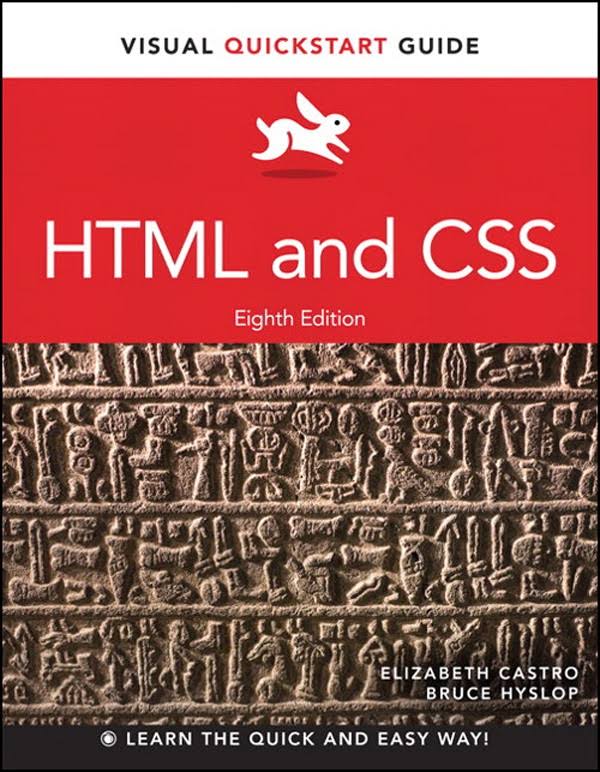 VISUAL QUICKSTART GUIDE
HTML and CSS
Eighth Edition
ELIZABETH CASTRO
BRUCE HYSLOP
LEARN THE QUICK AND EASY WAY!